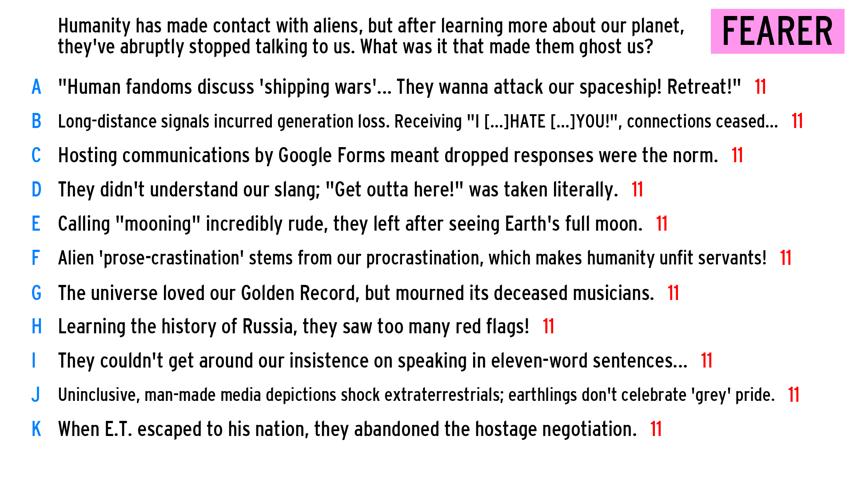 Humanity has made contact with aliens, but after learning more about our planet,
they've abruptly stopped talking to us. What was it that made them ghost us?
FEARER
A "Human fandoms discuss 'shipping wars'... They wanna attack our spaceship! Retreat!" 11
B Long-distance signals incurred generation loss. Receiving "I [...]HATE [...]YOU!", connections ceased... 11
C Hosting communications by Google Forms meant dropped responses were the norm. 11
D They didn't understand our slang; "Get outta here!" was taken literally. 11
E Calling "mooning" incredibly rude, they left after seeing Earth's full moon. 11
F Alien 'prose-crastination' stems from our procrastination, which makes humanity unfit servants! 11
G The universe loved our Golden Record, but mourned its deceased musicians. 11
H Learning the history of Russia, they saw too many red flags! 11
I They couldn't get around our insistence on speaking in eleven-word sentences... 11
J Uninclusive, man-made media depictions shock extraterrestrials; earthlings don't celebrate 'grey' pride. 11
K When E.T. escaped to his nation, they abandoned the hostage negotiation. 11